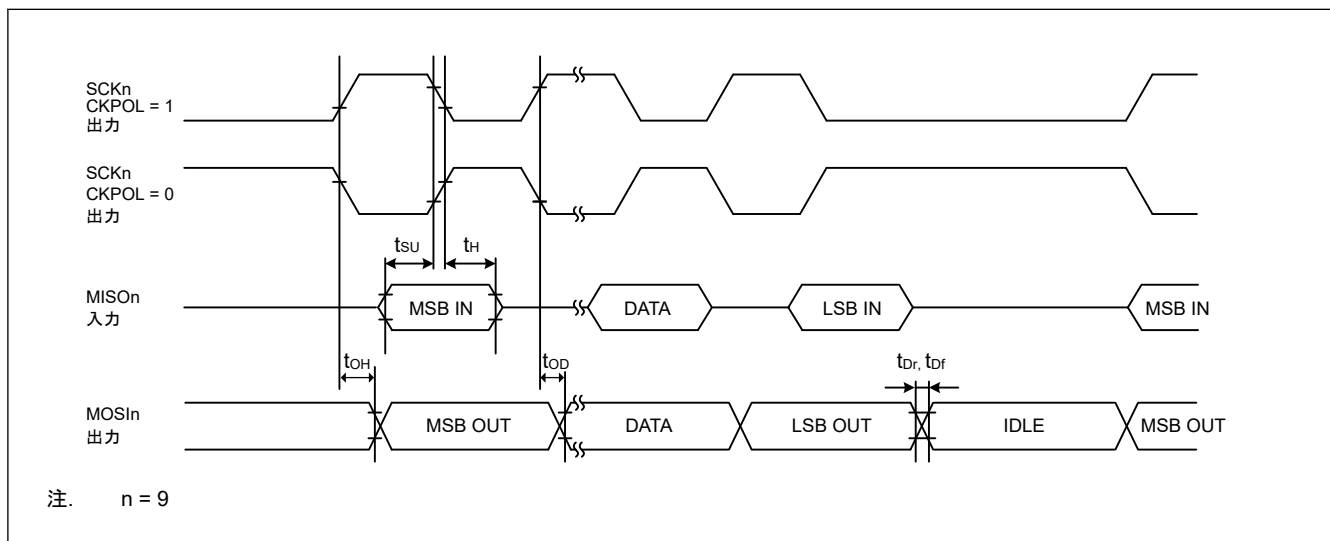 SCKn
CKPOL = 1
出力
SCKn
CKPOL = 0
出力
tSU
tH
MISOn
入力
MSB IN
DATA
LSB IN
MSB IN
tOH
tOD
tDr, tDf
MOSIn
出力
MSB OUT
DATA
LSB OUT
IDLE
MSB OUT
注. n = 9